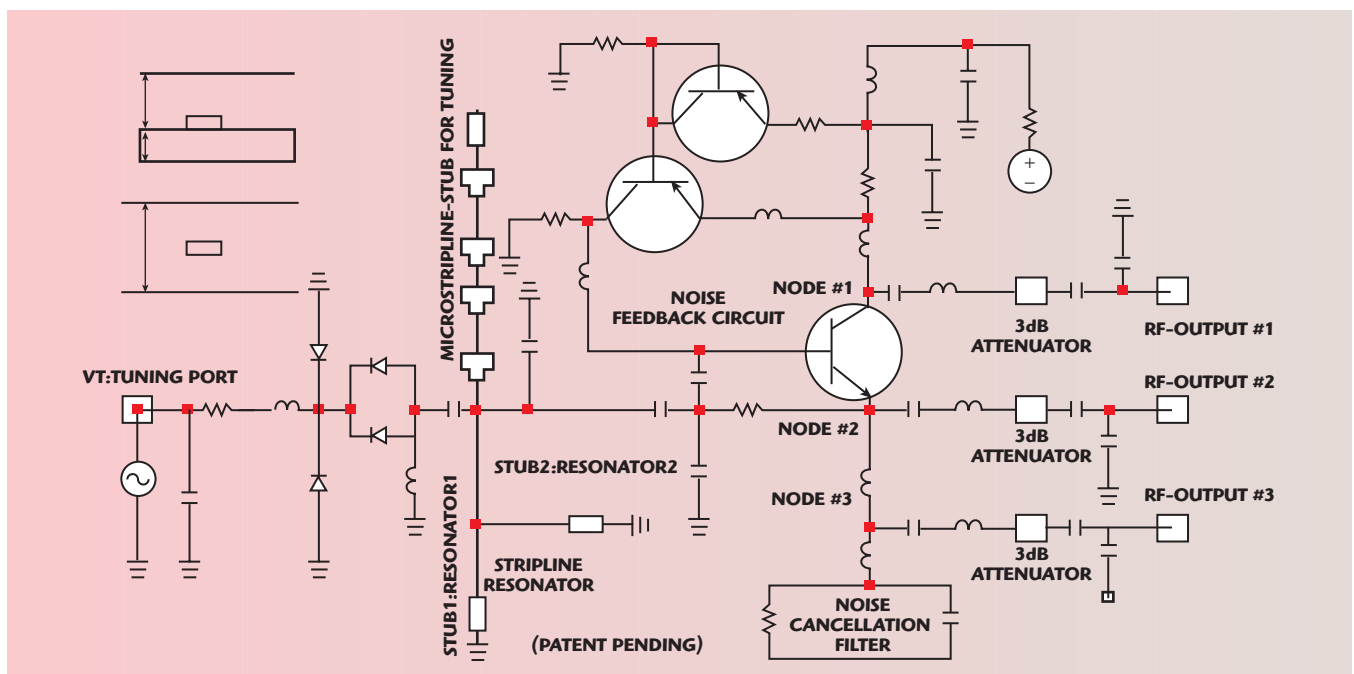 MICROSTRIPLINE-STUB FOR TUNING
+
–
NODE #1
NOISE
FEEDBACK CIRCUIT
3dB
ATTENUATOR
RF-OUTPUT #1
VT:TUNING PORT
RF-OUTPUT #2
NODE #2
3dB
ATTENUATOR
STUB2:RESONATOR2
NODE #3
RF-OUTPUT #3
STUB1:RESONATOR1
STRIPLINE
RESONATOR
3dB
ATTENUATOR
NOISE
CANCELLATION
FILTER
(PATENT PENDING)